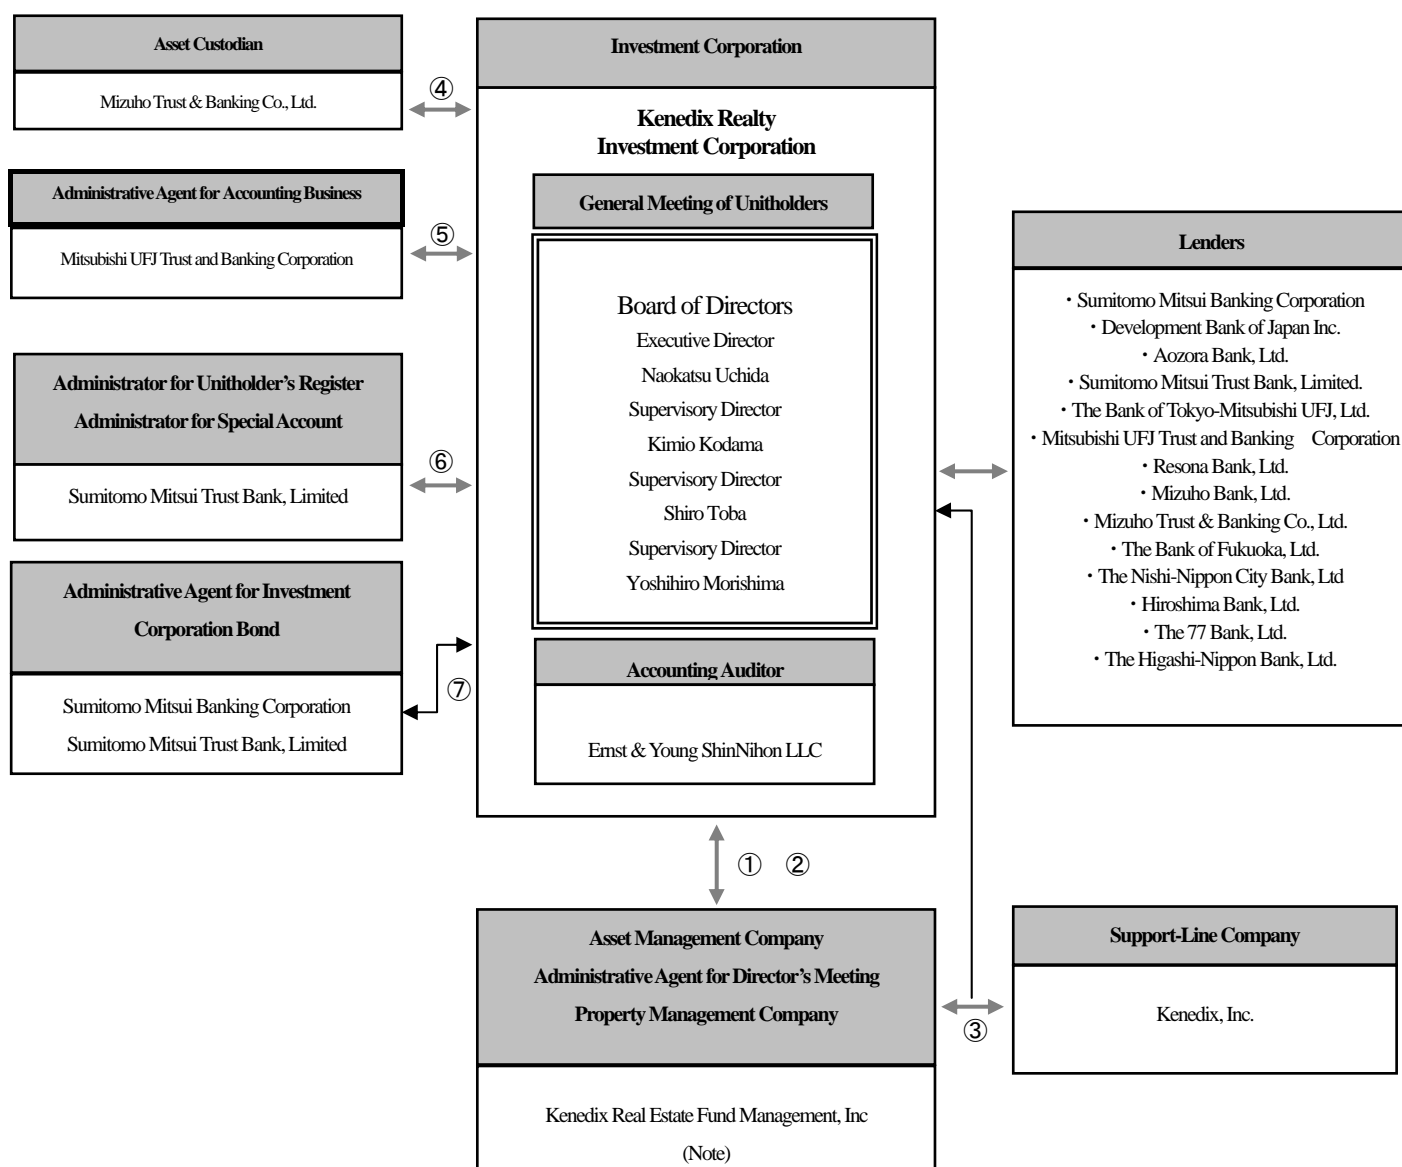 Asset Custodian
Mizuho Trust & Banking Co., Ltd.
④
Administrative Agent for Accounting Business
Mitsubishi UFJ Trust and Banking Corporation
⑤
Administrator for Unitholder’s Register
Administrator for Special Account
Sumitomo Mitsui Trust Bank, Limited
⑥
Administrative Agent for Investment
Corporation Bond
Sumitomo Mitsui Banking Corporation
Sumitomo Mitsui Trust Bank, Limited
⑦
Investment Corporation
Kenedix Realty
Investment Corporation
General Meeting of Unitholders
Board of Directors
Executive Director
Naokatsu Uchida
Supervisory Director
Kimio Kodama
Supervisory Director
Shiro Toba
Supervisory Director
Yoshihiro Morishima
Accounting Auditor
Ernst & Young ShinNihon LLC
① ②
Asset Management Company
Administrative Agent for Director’s Meeting
Property Management Company
Kenedix Real Estate Fund Management, Inc
(Note)
Lenders
・Sumitomo Mitsui Banking Corporation
・Development Bank of Japan Inc.
・Aozora Bank, Ltd.
・Sumitomo Mitsui Trust Bank, Limited.
・The Bank of Tokyo-Mitsubishi UFJ, Ltd.
・Mitsubishi UFJ Trust and Banking Corporation
・Resona Bank, Ltd.
・Mizuho Bank, Ltd.
・Mizuho Trust & Banking Co., Ltd.
・The Bank of Fukuoka, Ltd.
・The Nishi-Nippon City Bank, Ltd
・Hiroshima Bank, Ltd.
・The 77 Bank, Ltd.
・The Higashi-Nippon Bank, Ltd.
③
Support-Line Company
Kenedix, Inc.